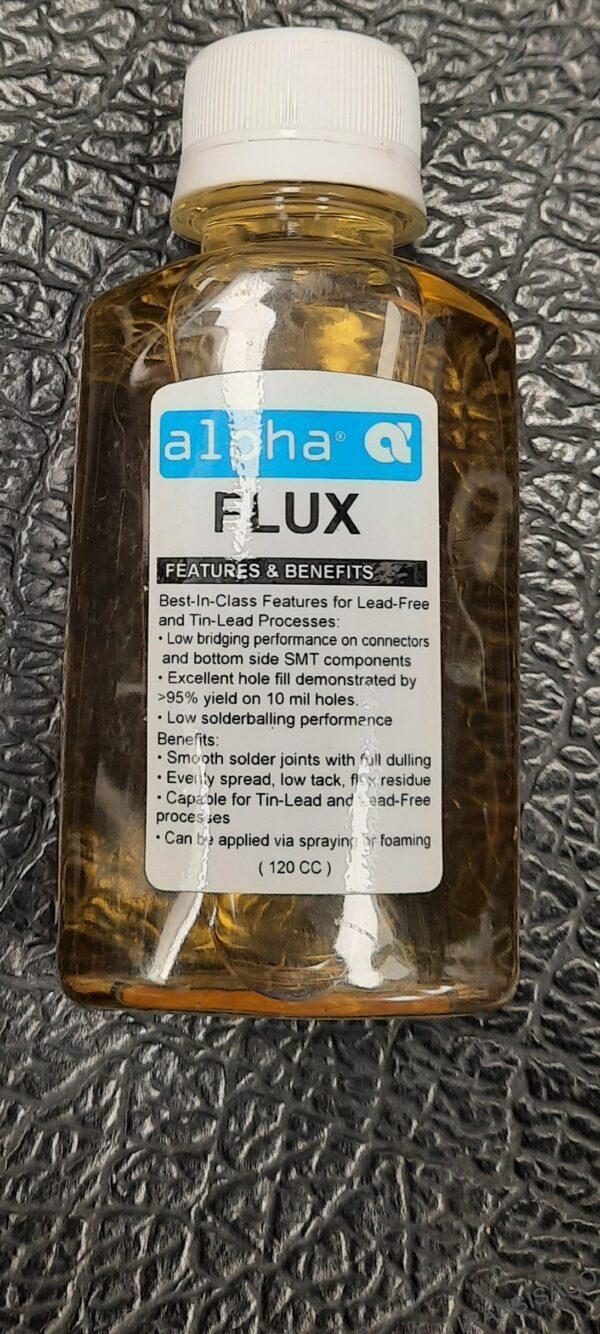 alpha®
FLUX
FEATURES & BENEFITS
Best-In-Class Features for Lead-Free
and Tin-Lead Processes:
• Low bridging performance on connectors
and bottom side SMT components
• Excellent hole fill demonstrated by
>95% yield on 10 mil holes.
• Low solderballing performance
Benefits:
• Smooth solder joints with full dulling
• Evenly spread, low tack, flux residue
• Capable for Tin-Lead and Lead-Free
processes
• Can be applied via spraying or foaming
( 120 CC )